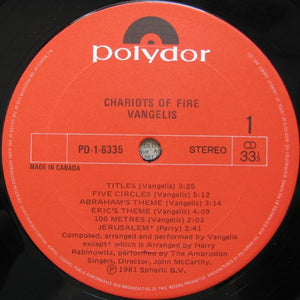 polydor
CHARIOTS OF FIRE
VANGELIS
1
PD-1-6335
STEREO
33⅓
MADE IN CANADA
TITLES (Vangelis) 3:25
FIVE CIRCLES (Vangelis) 5:12
ABRAHAM'S THEME (Vangelis) 3:14
ERIC'S THEME (Vangelis) 4:09
100 METRES (Vangelis) 2:03
JERUSALEM* (Parry) 2:41
Composed, arranged and performed by Vangelis
except* which is Arranged by Harry
Rabinowitz, performed by The Ambrosian
Singers, Director, John McCarthy.
℗ 1981 Spheric B.V.